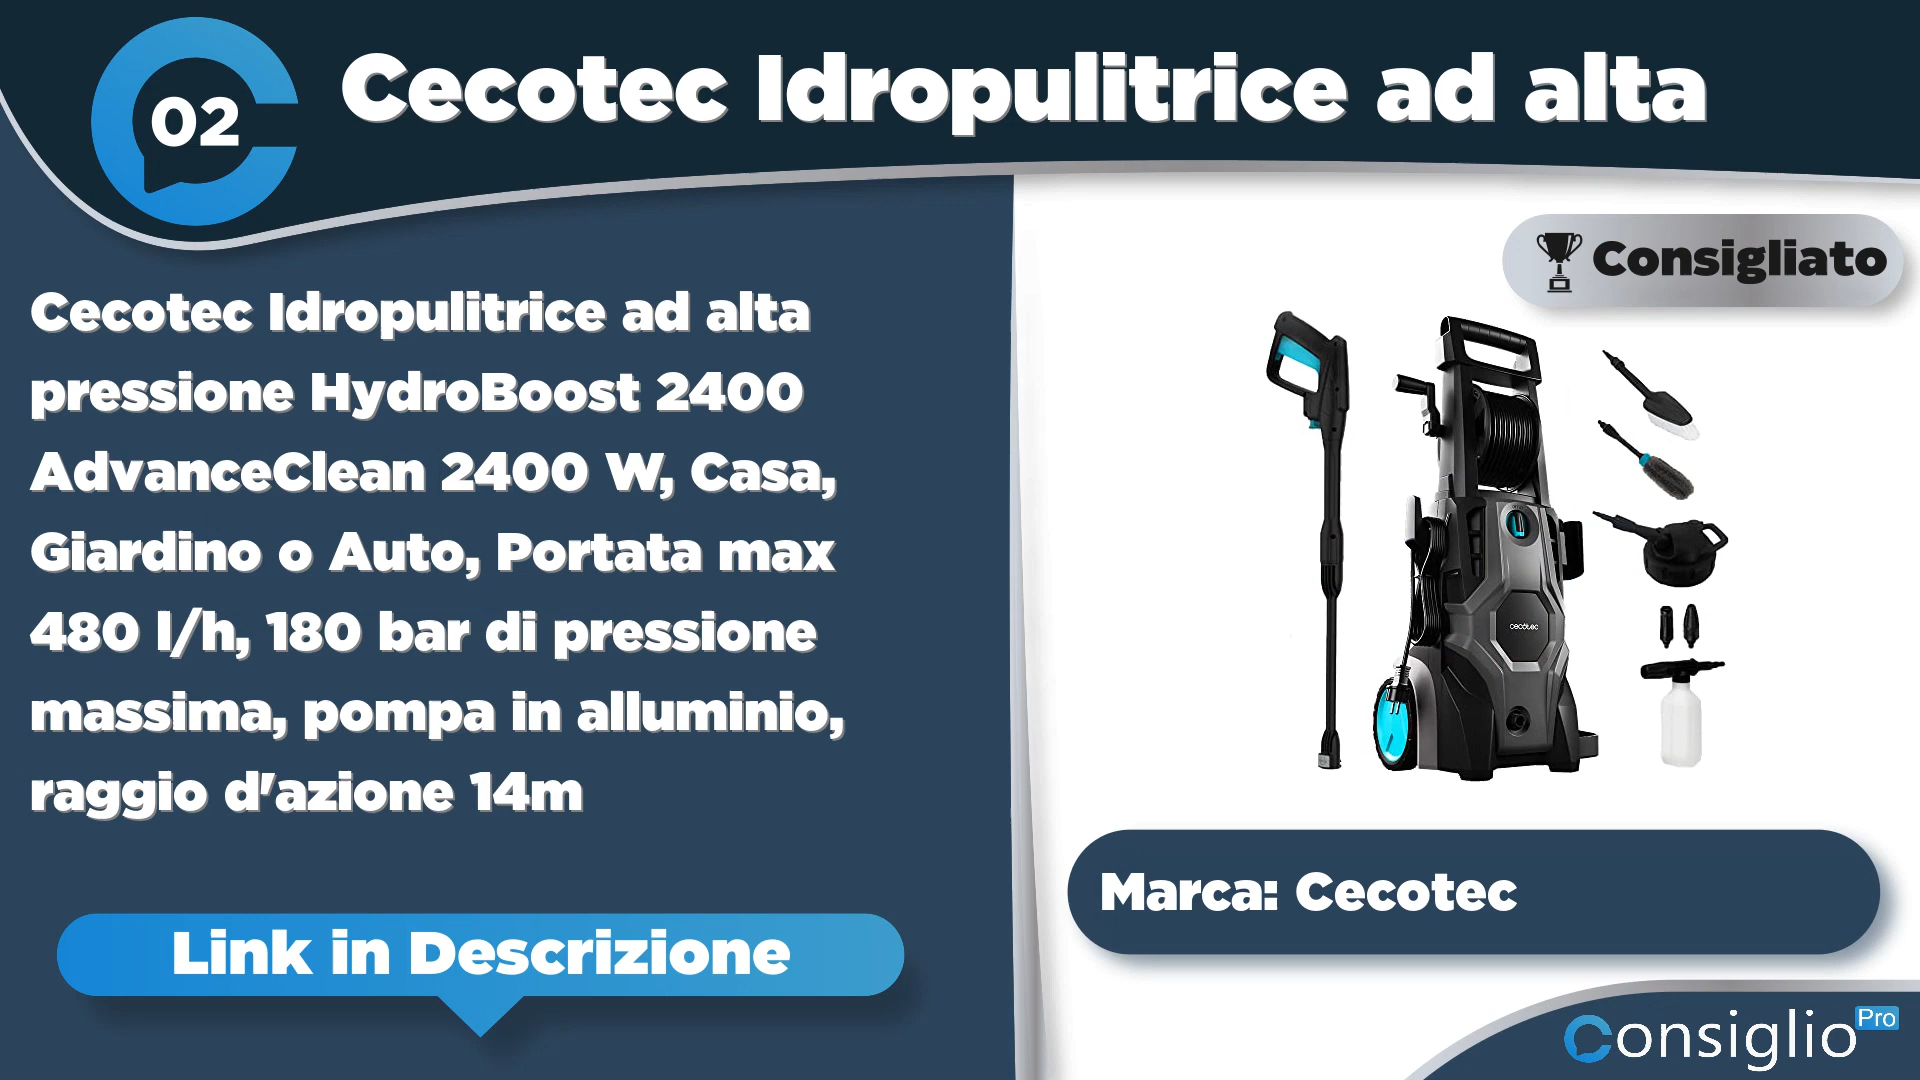 02
Cecotec Idropulitrice ad alta
Consigliato
Cecotec Idropulitrice ad alta
pressione HydroBoost 2400
AdvanceClean 2400 W, Casa,
Giardino o Auto, Portata max
480 l/h, 180 bar di pressione
massima, pompa in alluminio,
raggio d'azione 14m
cecotec
Marca: Cecotec
Link in Descrizione
Consiglio Pro